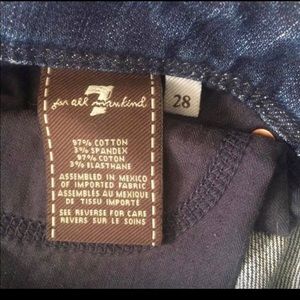 7
for all mankind
28
97% COTTON
3% SPANDEX
97% COTON
3% ELASTHANE
ASSEMBLED IN MEXICO
OF IMPORTED FABRIC
ASSEMBLÉS AU MEXIQUE
DE TISSU IMPORTÉ
SEE REVERSE FOR CARE
REVERS SUR LE SOINS